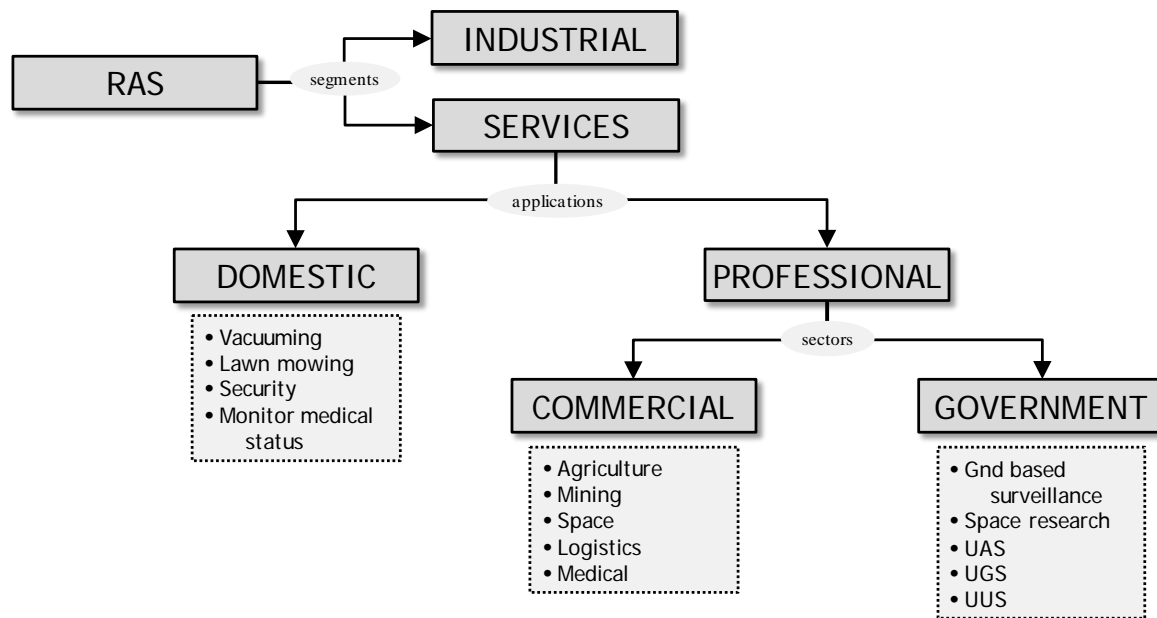 INDUSTRIAL
RAS
segments
SERVICES
applications
DOMESTIC
PROFESSIONAL
• Vacuuming
• Lawn mowing
• Security
• Monitor medical
status
sectors
COMMERCIAL
GOVERNMENT
• Agriculture
• Mining
• Space
• Logistics
• Medical
• Gnd based
surveillance
• Space research
• UAS
• UGS
• UUS